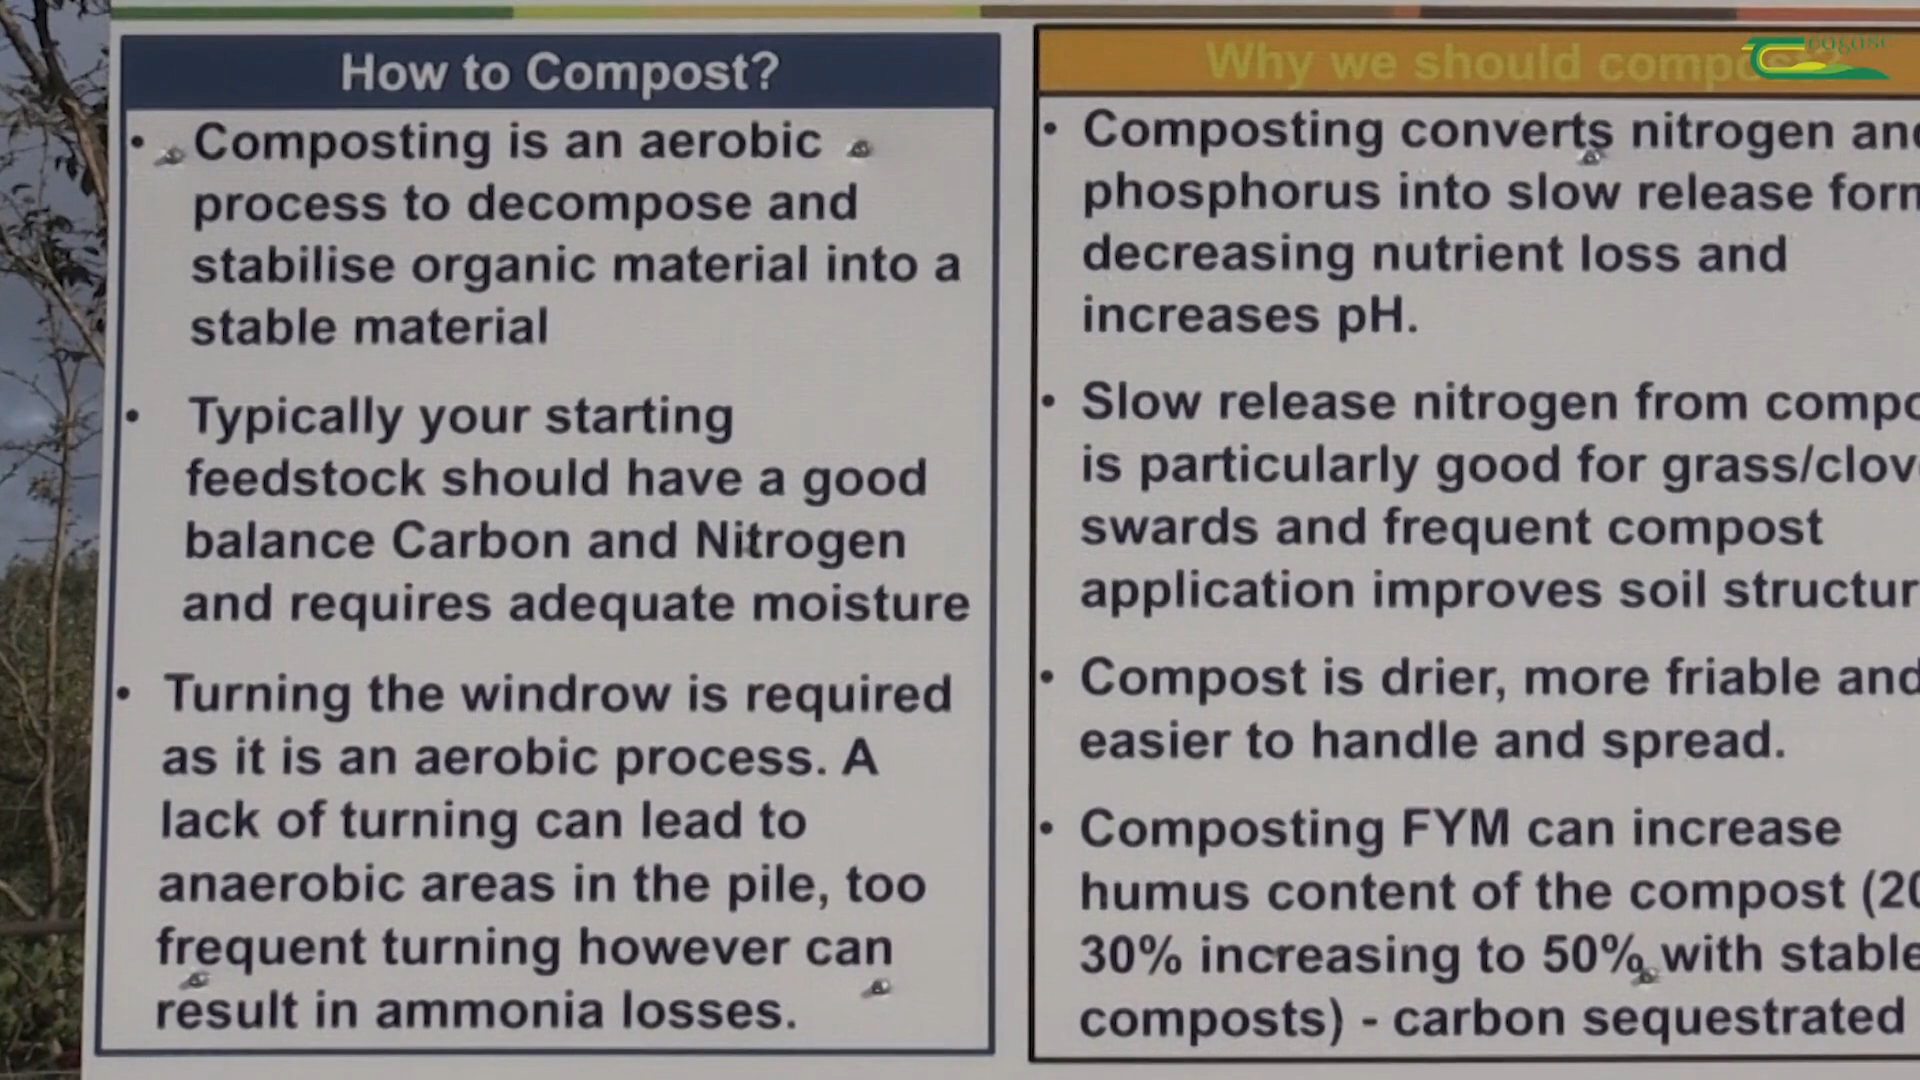 How to Compost?
• Composting is an aerobic
process to decompose and
stabilise organic material into a
stable material
• Typically your starting
feedstock should have a good
balance Carbon and Nitrogen
and requires adequate moisture
• Turning the windrow is required
as it is an aerobic process. A
lack of turning can lead to
anaerobic areas in the pile, too
frequent turning however can
result in ammonia losses.
Why we should
• Composting converts nitrogen
phosphorus into slow release
decreasing nutrient loss and
increases pH.
• Slow release nitrogen from
is particularly good for
swards and frequent compost
application improves soil
• Compost is drier, more friable and
easier to handle and spread.
• Composting FYM can increase
humus content of the compost
30% increasing to 50% with stable
composts) - carbon sequestrated